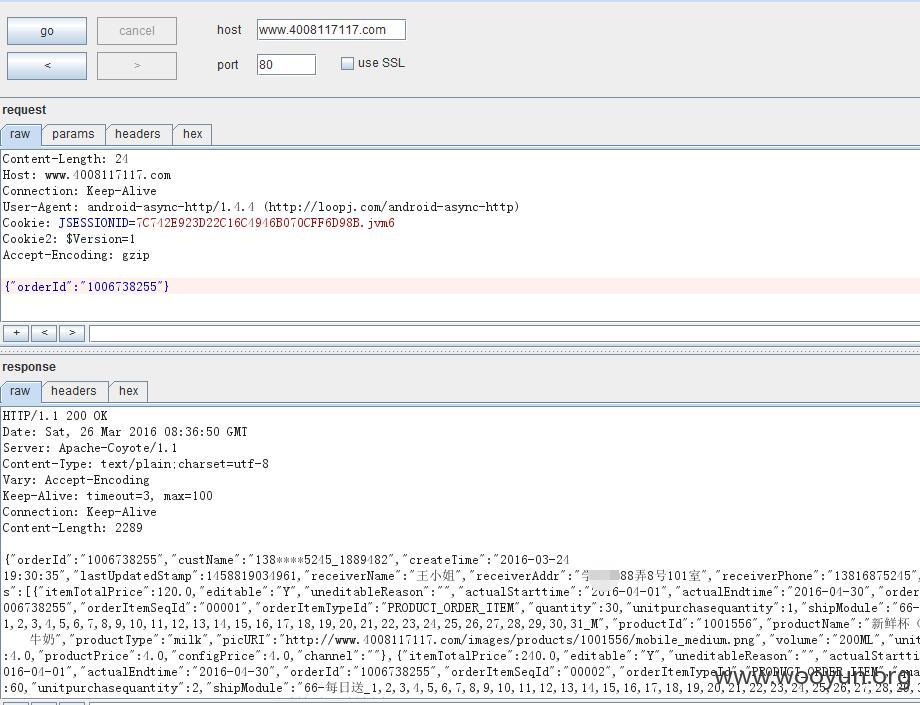 go
cancel
host
www.4008117117.com
<
>
port
80
use SSL
request
raw
params
headers
hex
Content-Length: 24
Host: www.4008117117.com
Connection: Keep-Alive
User-Agent: android-async-http/1.4.4 (http://loopj.com/android-async-http)
Cookie: JSESSIONID=7C742E923D22C16C4946B070CFF6D98B.jvm6
Cookie2: $Version=1
Accept-Encoding: gzip
{"orderId":"1006738255"}
+
<
>
response
raw
headers
hex
HTTP/1.1 200 OK
Date: Sat, 26 Mar 2016 08:36:50 GMT
Server: Apache-Coyote/1.1
Content-Type: text/plain;charset=utf-8
Vary: Accept-Encoding
Keep-Alive: timeout=3, max=100
Connection: Keep-Alive
Content-Length: 2289
{"orderId":"1006738255","custName":"138****5245_1889482","createTime":"2016-03-24
19:30:35","lastUpdatedStamp":1458819034961,"receiverName":"王小姐","receiverAddr":"88弄8号101室","receiverPhone":"13816875245",
s":[{"itemTotalPrice":120.0,"editable":"Y","uneditableReason":"","actualStarttime":"2016-04-01","actualEndtime":"2016-04-30","order
006738255","orderItemSeqId":"00001","orderItemTypeId":"PRODUCT_ORDER_ITEM","quantity":30,"unitpurchasequantity":1,"shipModule":"66-
1,2,3,4,5,6,7,8,9,10,11,12,13,14,15,16,17,18,19,20,21,22,23,24,25,26,27,28,29,30,31_M","productId":"1001556","productName":"新鲜杯（
牛奶","productType":"milk","picURI":"http://www.4008117117.com/images/products/1001556/mobile_medium.png","volume":"200ML","unit
:4.0,"productPrice":4.0,"configPrice":4.0,"channel":""},{"itemTotalPrice":240.0,"editable":"Y","uneditableReason":"","actualStartti
016-04-01","actualEndtime":"2016-04-30","orderId":"1006738255","orderItemSeqId":"00002","orderItemTypeId":"PRODUCT_ORDER_ITEM","qua
:60,"unitpurchasequantity":2,"shipModule":"66-每日送_1,2,3,4,5,6,7,8,9,10,11,12,13,14,15,16,17,18,19,20,21,22,23,24,25,26,27,28,29,3
www.wooyun.org